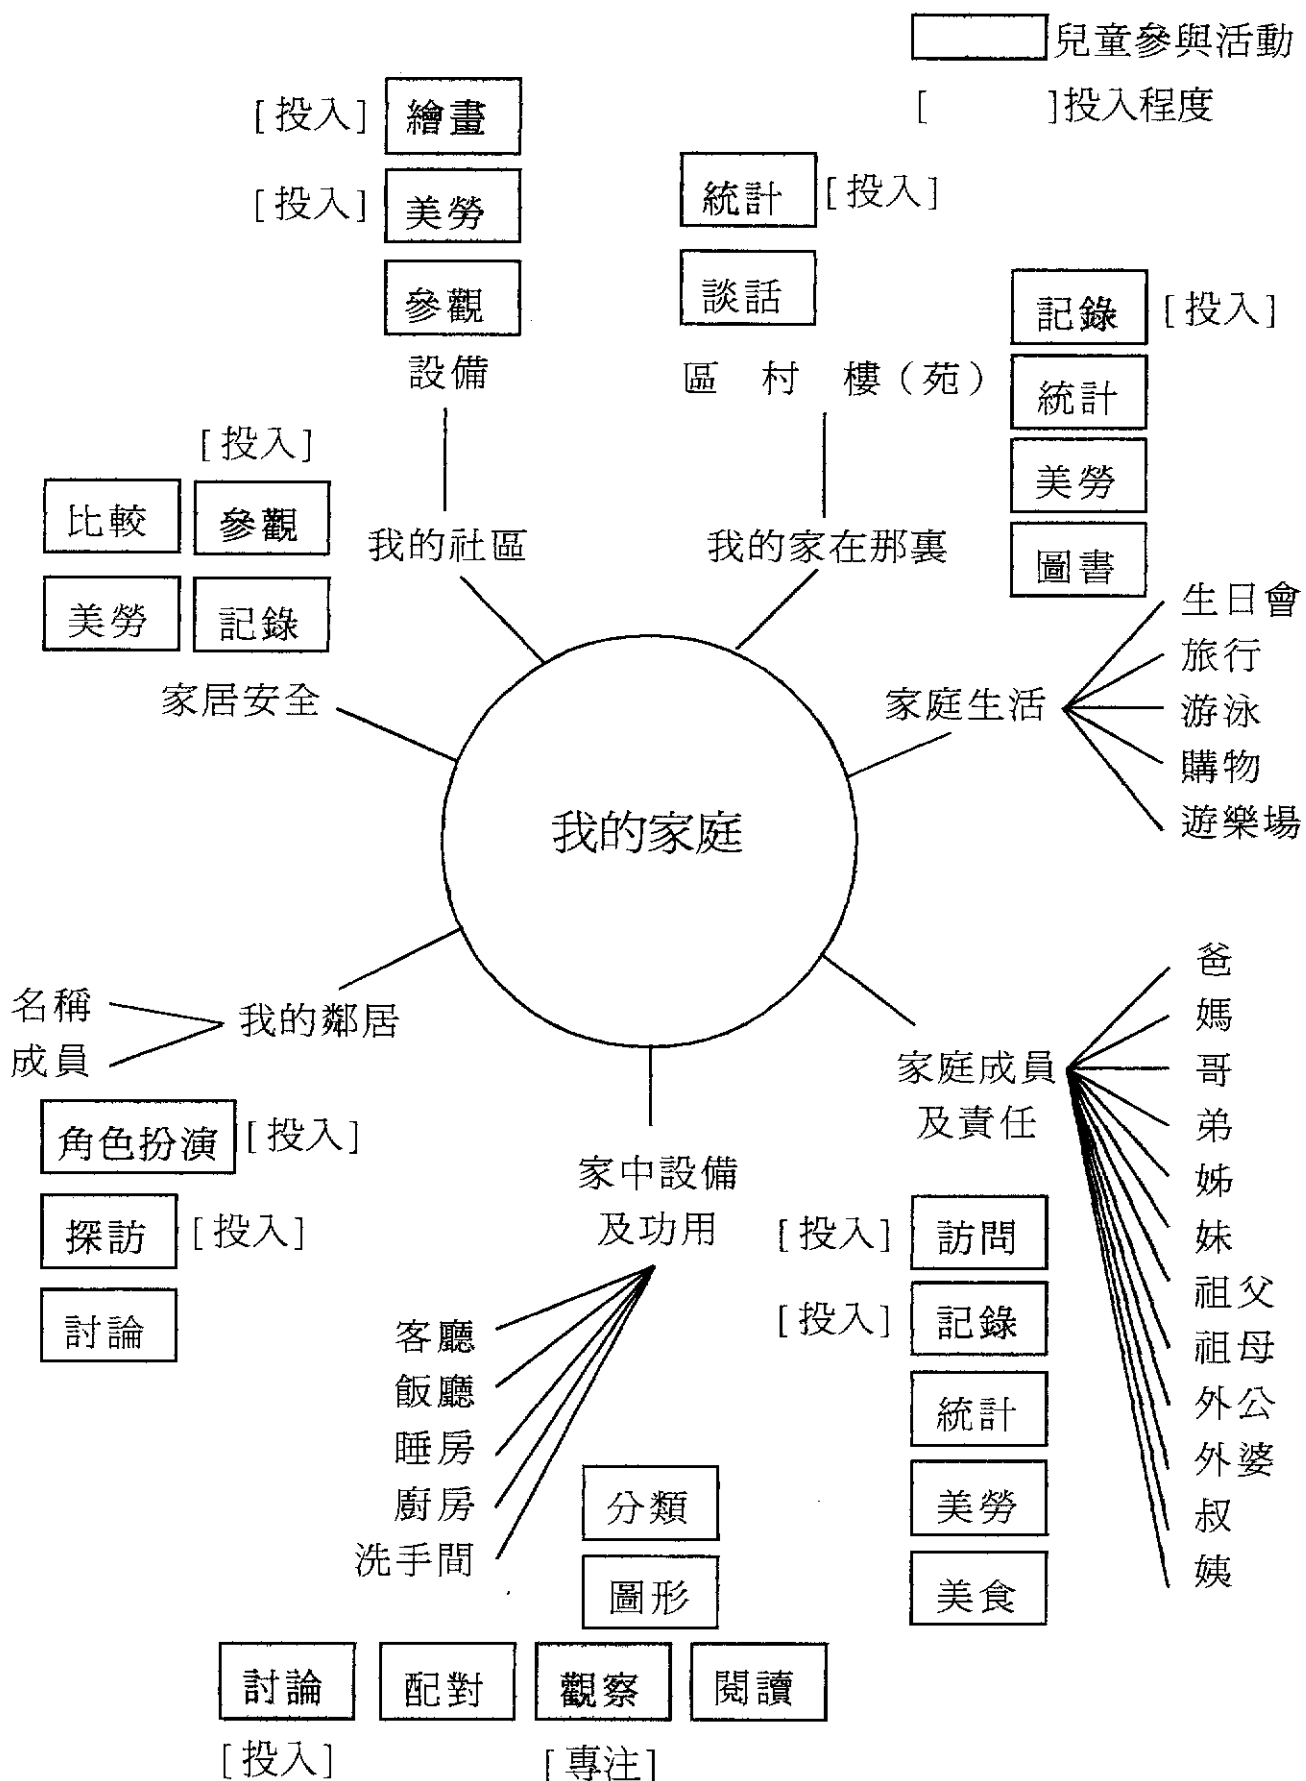 兒童參與活動
[ ]投入程度
[投入] 繪畫
[投入] 美勞
參觀
設備
我的社區
統計 [投入]
談話
區 村 樓（苑）
我的家在那裏
記錄 [投入]
統計
美勞
圖書
家庭生活
生日會
旅行
游泳
購物
遊樂場
[投入]
比較 參觀
美勞 記錄
家居安全
我的家庭
名稱
成員
我的鄰居
角色扮演 [投入]
探訪 [投入]
討論
家中設備
及功用
客廳
飯廳
睡房
廚房
洗手間
分類
圖形
討論 配對 觀察 閱讀
[投入] [專注]
家庭成員
及責任
爸
媽
哥
弟
姊
妹
祖父
祖母
外公
外婆
叔
姨
[投入] 訪問
[投入] 記錄
統計
美勞
美食